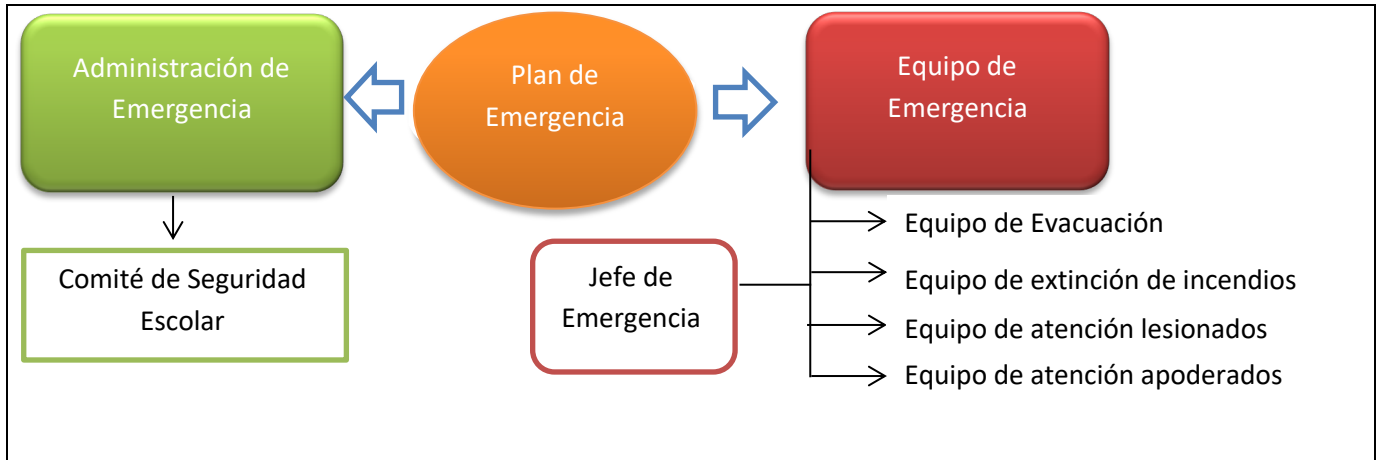 Administración de
Emergencia
Plan de
Emergencia
Equipo de
Emergencia
Comité de Seguridad
Escolar
Jefe de
Emergencia
Equipo de Evacuación
Equipo de extinción de incendios
Equipo de atención lesionados
Equipo de atención apoderados